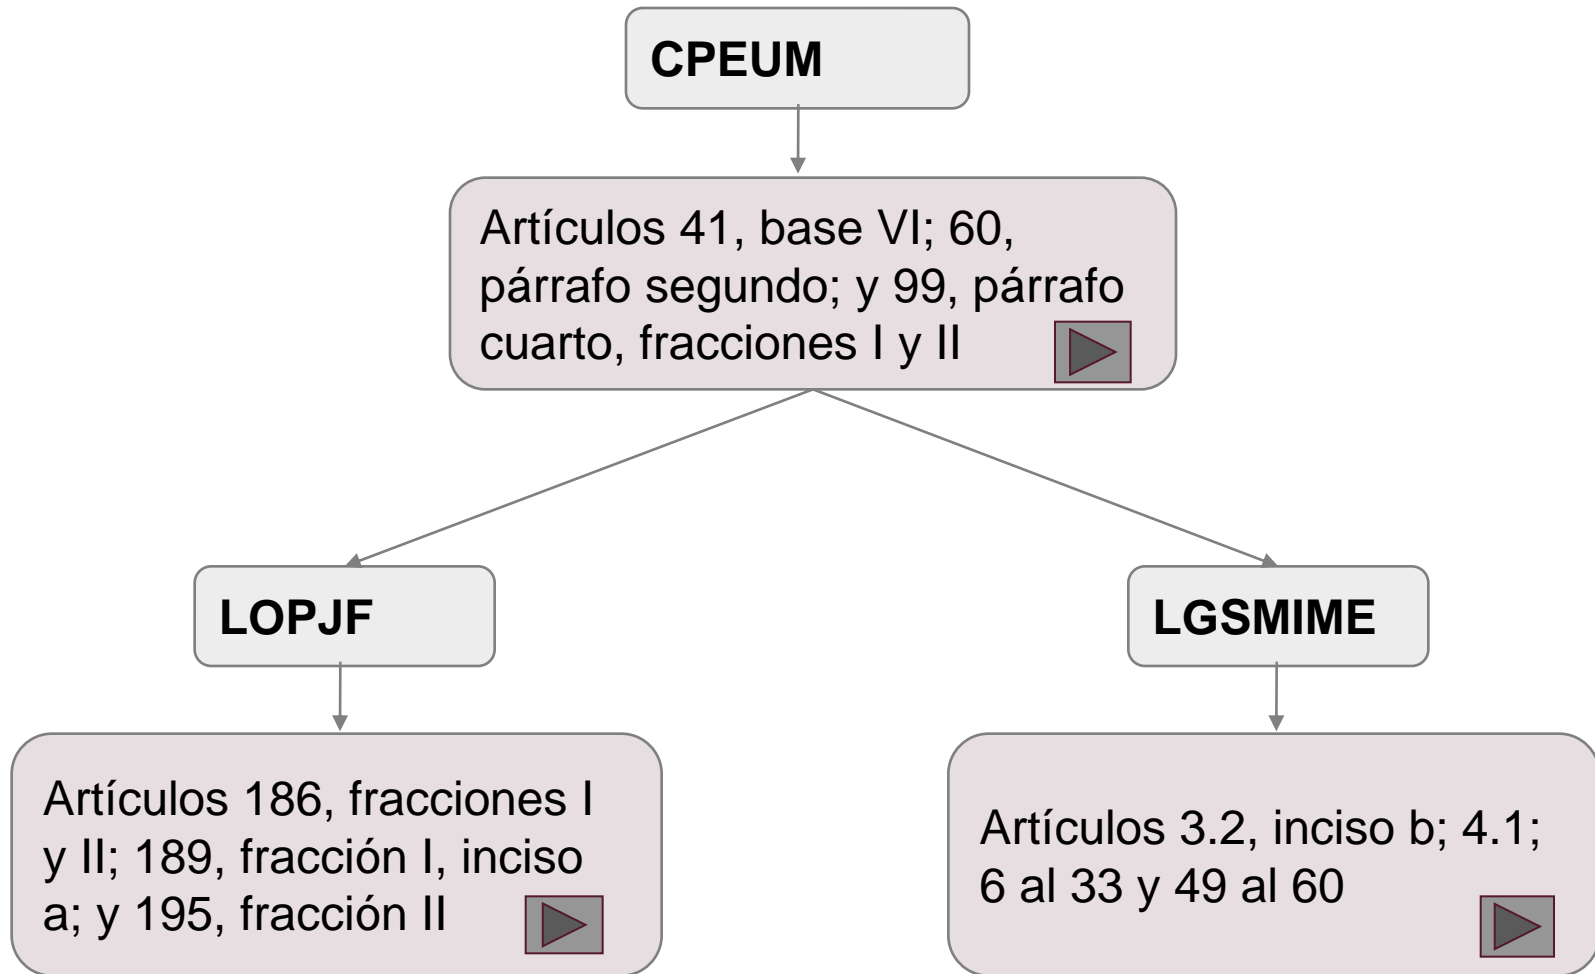 CPEUM
Artículos 41, base VI; 60,
párrafo segundo; y 99, párrafo
cuarto, fracciones I y II
LOPJF
LGSMIME
Artículos 186, fracciones I
y II; 189, fracción I, inciso
a; y 195, fracción II
Artículos 3.2, inciso b; 4.1;
6 al 33 y 49 al 60